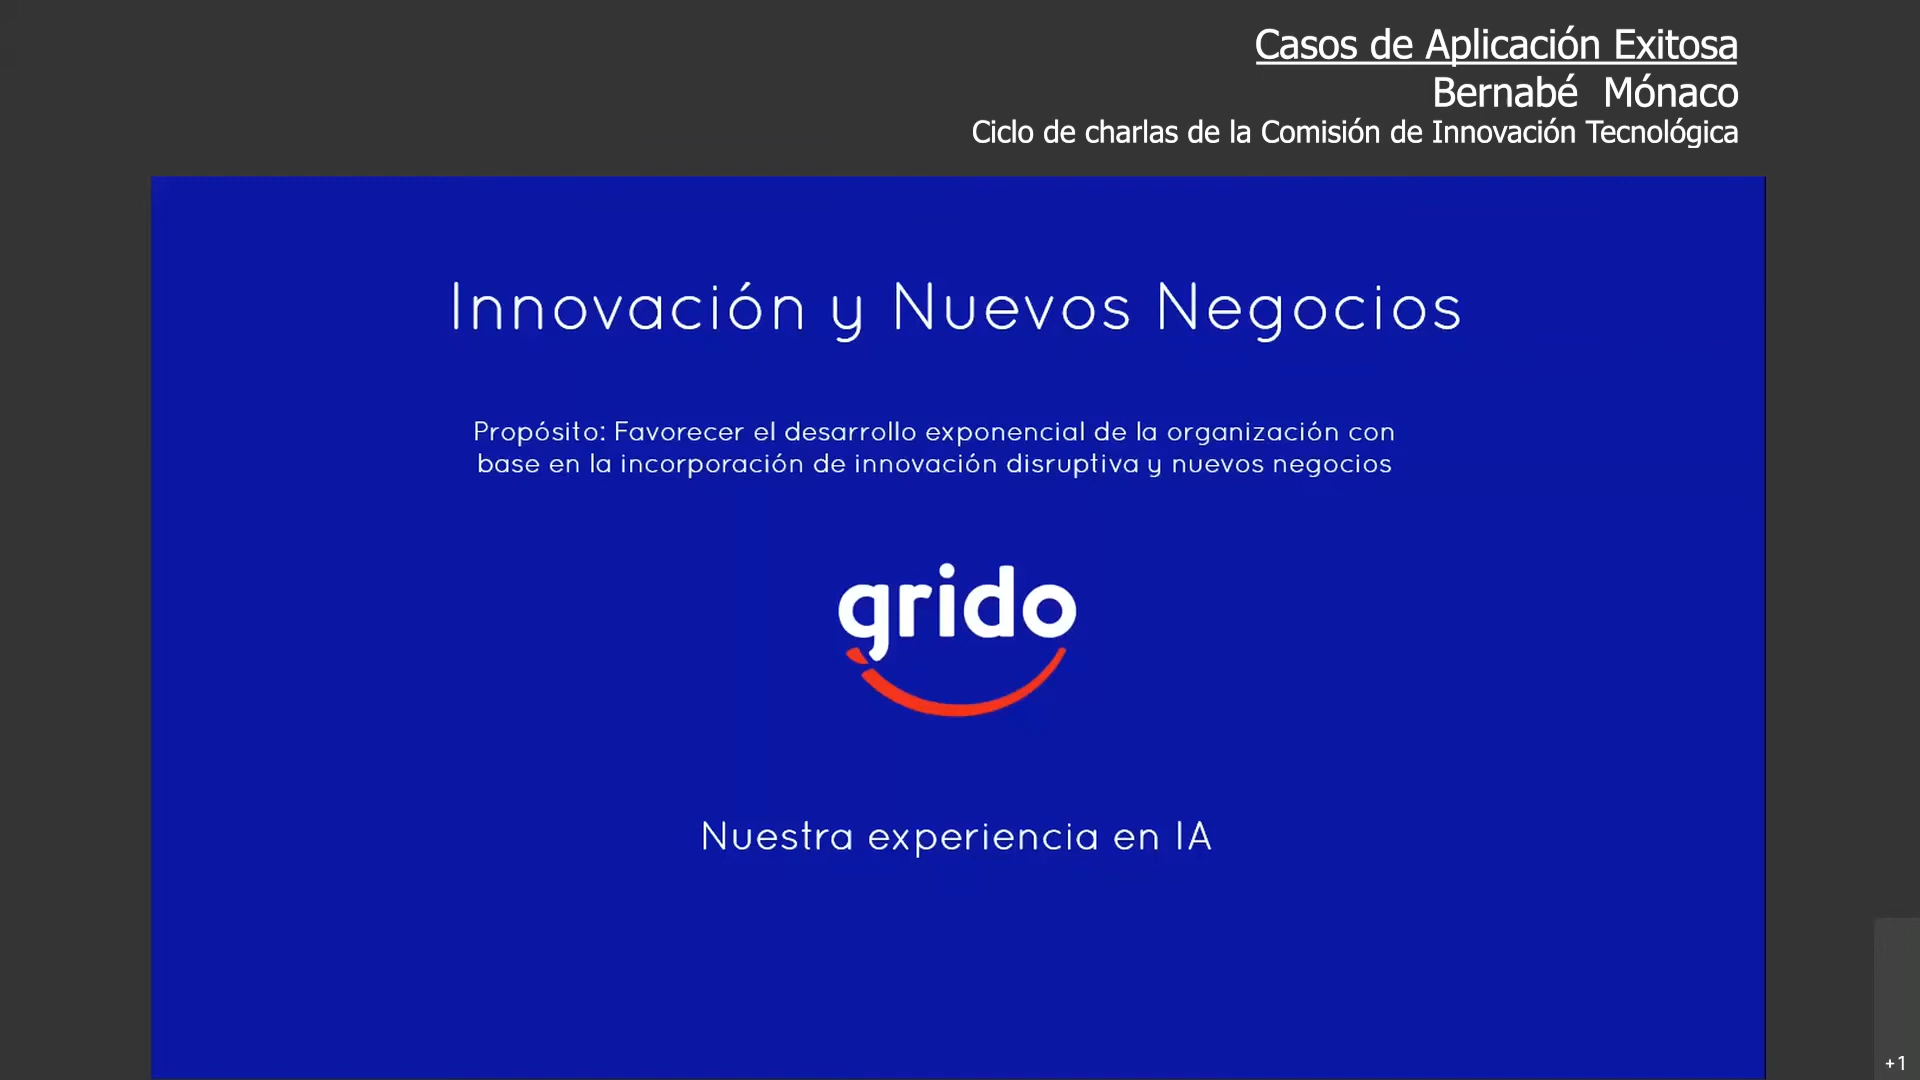 Casos de Aplicación Exitosa
Bernabé Mónaco
Ciclo de charlas de la Comisión de Innovación Tecnológica
Innovación y Nuevos Negocios
Propósito: Favorecer el desarrollo exponencial de la organización con
base en la incorporación de innovación disruptiva y nuevos negocios
grido
Nuestra experiencia en IA
+1